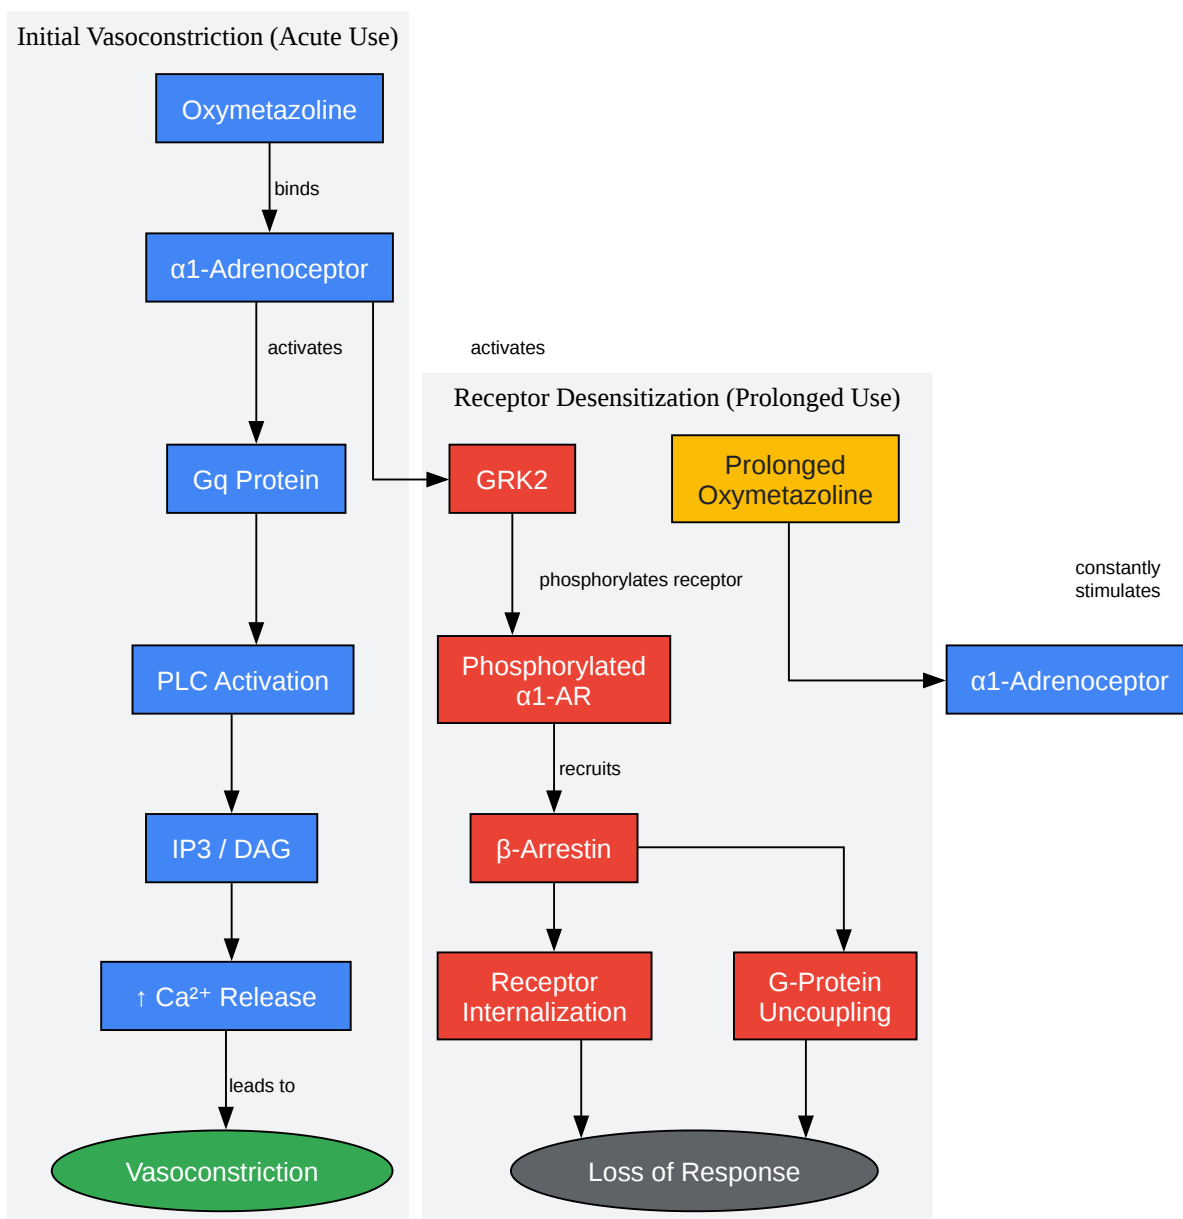 Initial Vasoconstriction (Acute Use)
Oxymetazoline
binds
α1-Adrenoceptor
activates
Gq Protein
PLC Activation
IP3 / DAG
↑ Ca²⁺ Release
leads to
Vasoconstriction
activates
Receptor Desensitization (Prolonged Use)
GRK2
Prolonged
Oxymetazoline
phosphorylates receptor
constantly
stimulates
Phosphorylated
α1-AR
α1-Adrenoceptor
recruits
β-Arrestin
Receptor
Internalization
G-Protein
Uncoupling
Loss of Response